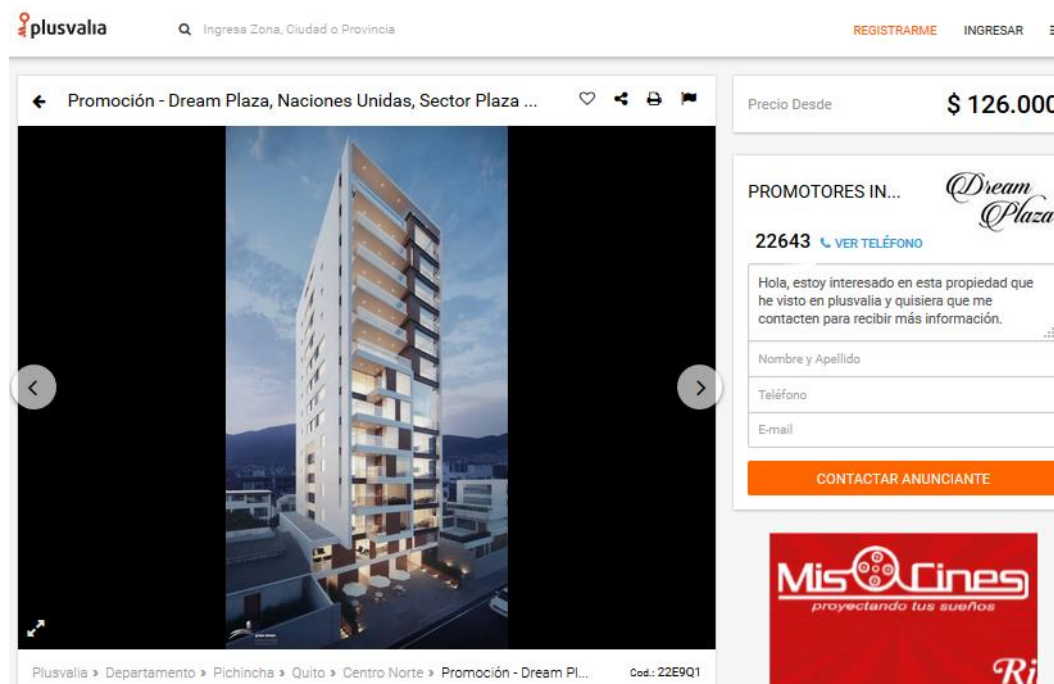 plusvalia
Ingresa Zona, Ciudad o Provincia
REGISTRARME
INGRESAR
Promoción - Dream Plaza, Naciones Unidas, Sector Plaza ...
Precio Desde
$ 126.000
PROMOTORES IN...
Dream
Plaza
22643
VER TELÉFONO
Hola, estoy interesado en esta propiedad que
he visto en plusvalia y quisiera que me
contacten para recibir más información.
Nombre y Apellido
Teléfono
E-mail
CONTACTAR ANUNCIANTE
Mis Cines
proyectando tus sueños
Ri
Plusvalia › Departamento › Pichincha › Quito › Centro Norte › Promoción - Dream Pl...
Cod.: 22E9Q1